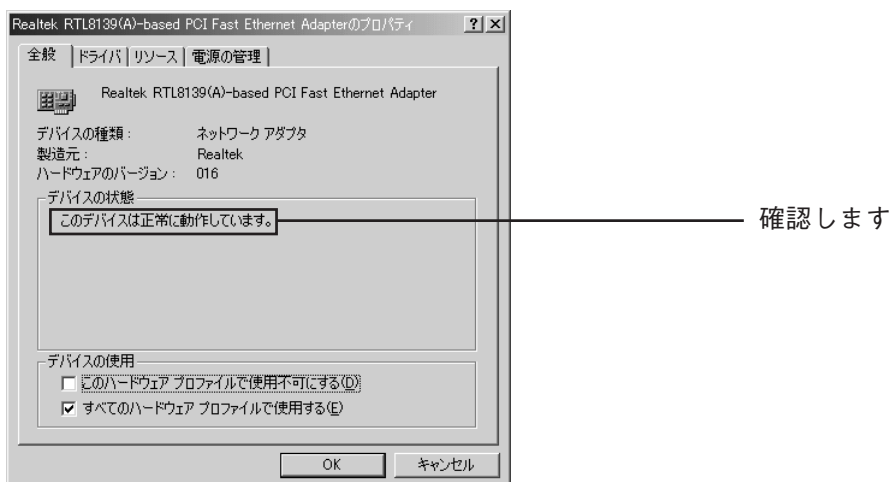 Realtek RTL8139(A)-based PCI Fast Ethernet Adapterのプロパティ
全般 ドライバ リソース 電源の管理
Realtek RTL8139(A)-based PCI Fast Ethernet Adapter
デバイスの種類： ネットワーク アダプタ
製造元： Realtek
ハードウェアのバージョン： 016
デバイスの状態
このデバイスは正常に動作しています。
確認します
デバイスの使用
このハードウェア プロファイルで使用不可にする(D)
すべてのハードウェア プロファイルで使用する(E)
OK キャンセル